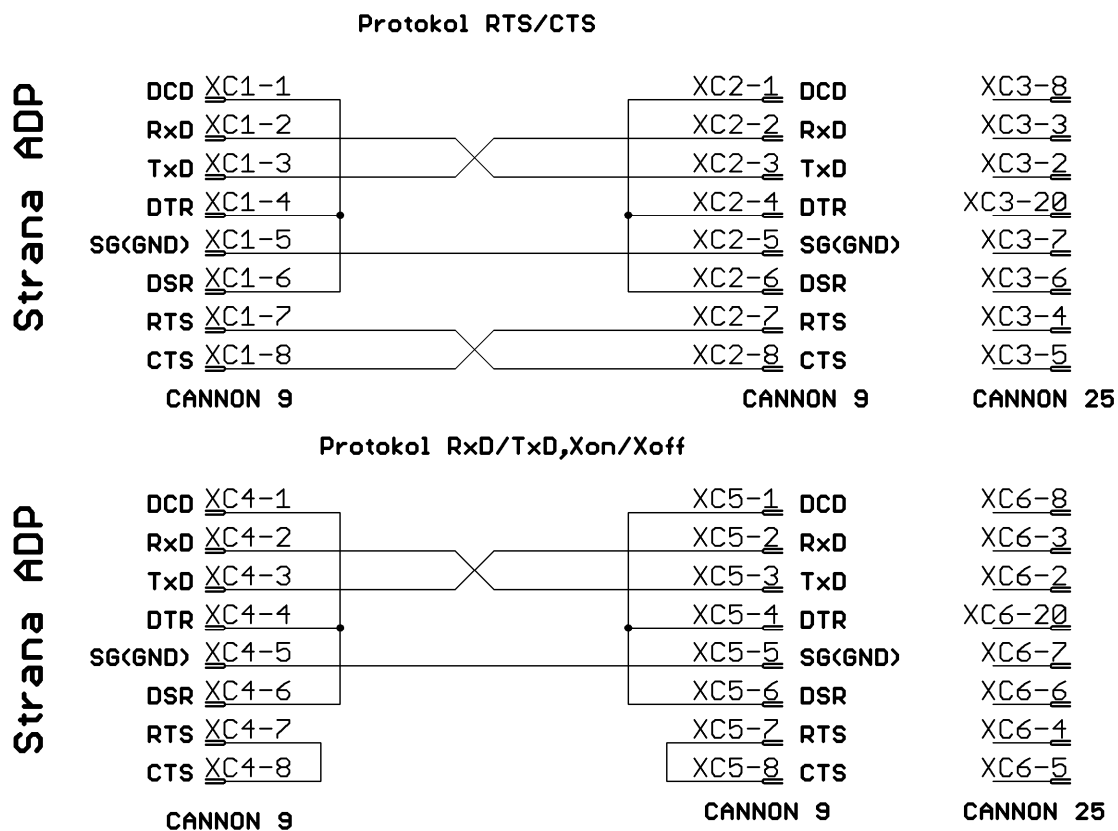 Protokol RTS/CTS
Strana ADP
DCD XC1-1 XC2-1 DCD XC3-8
RxD XC1-2 XC2-2 RxD XC3-3
TxD XC1-3 XC2-3 TxD XC3-2
DTR XC1-4 XC2-4 DTR XC3-20
SG(GND) XC1-5 XC2-5 SG(GND) XC3-7
DSR XC1-6 XC2-6 DSR XC3-6
RTS XC1-7 XC2-7 RTS XC3-4
CTS XC1-8 XC2-8 CTS XC3-5
CANNON 9 CANNON 9 CANNON 25
Protokol RxD/TxD,Xon/Xoff
Strana ADP
DCD XC4-1 XC5-1 DCD XC6-8
RxD XC4-2 XC5-2 RxD XC6-3
TxD XC4-3 XC5-3 TxD XC6-2
DTR XC4-4 XC5-4 DTR XC6-20
SG(GND) XC4-5 XC5-5 SG(GND) XC6-7
DSR XC4-6 XC5-6 DSR XC6-6
RTS XC4-7 XC5-7 RTS XC6-4
CTS XC4-8 XC5-8 CTS XC6-5
CANNON 9 CANNON 9 CANNON 25